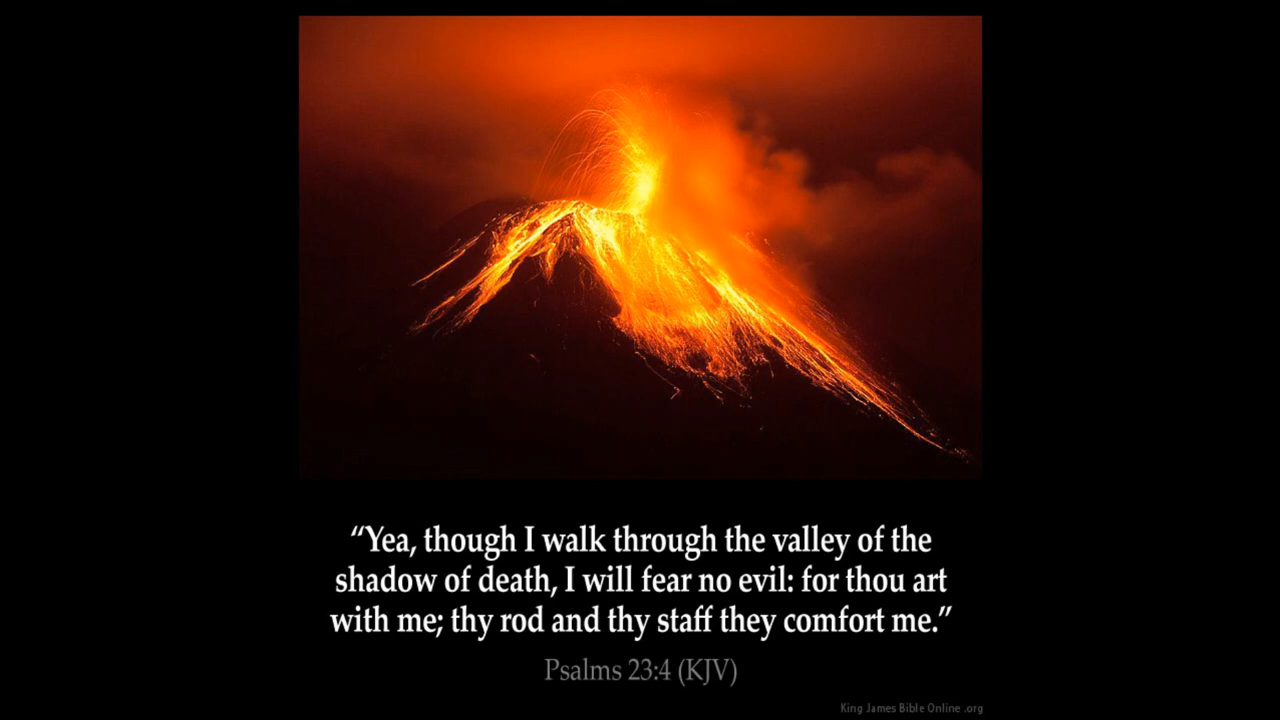 “Yea, though I walk through the valley of the
shadow of death, I will fear no evil: for thou art
with me; thy rod and thy staff they comfort me.”
Psalms 23:4 (KJV)
King James Bible Online .org